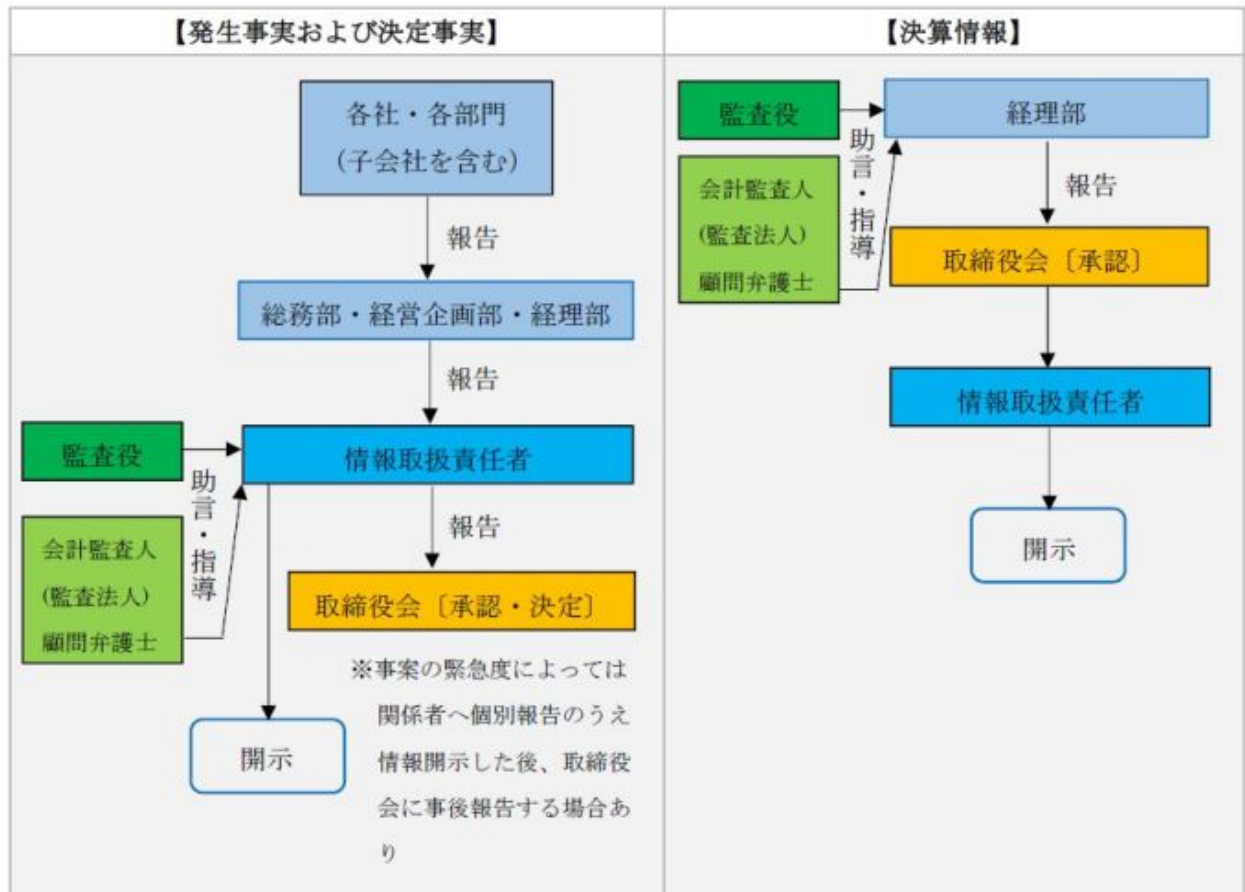 【発生事実および決定事実】
各社・各部門
(子会社を含む)
報告
総務部・経営企画部・経理部
報告
監査役
情報取扱責任者
助言・指導
会計監査人
(監査法人)
顧問弁護士
報告
取締役会〔承認・決定〕
※事案の緊急度によっては
関係者へ個別報告のうえ
情報開示した後、取締役
会に事後報告する場合あ
り
開示
【決算情報】
監査役
経理部
助言・指導
会計監査人
(監査法人)
顧問弁護士
報告
取締役会〔承認〕
情報取扱責任者
開示